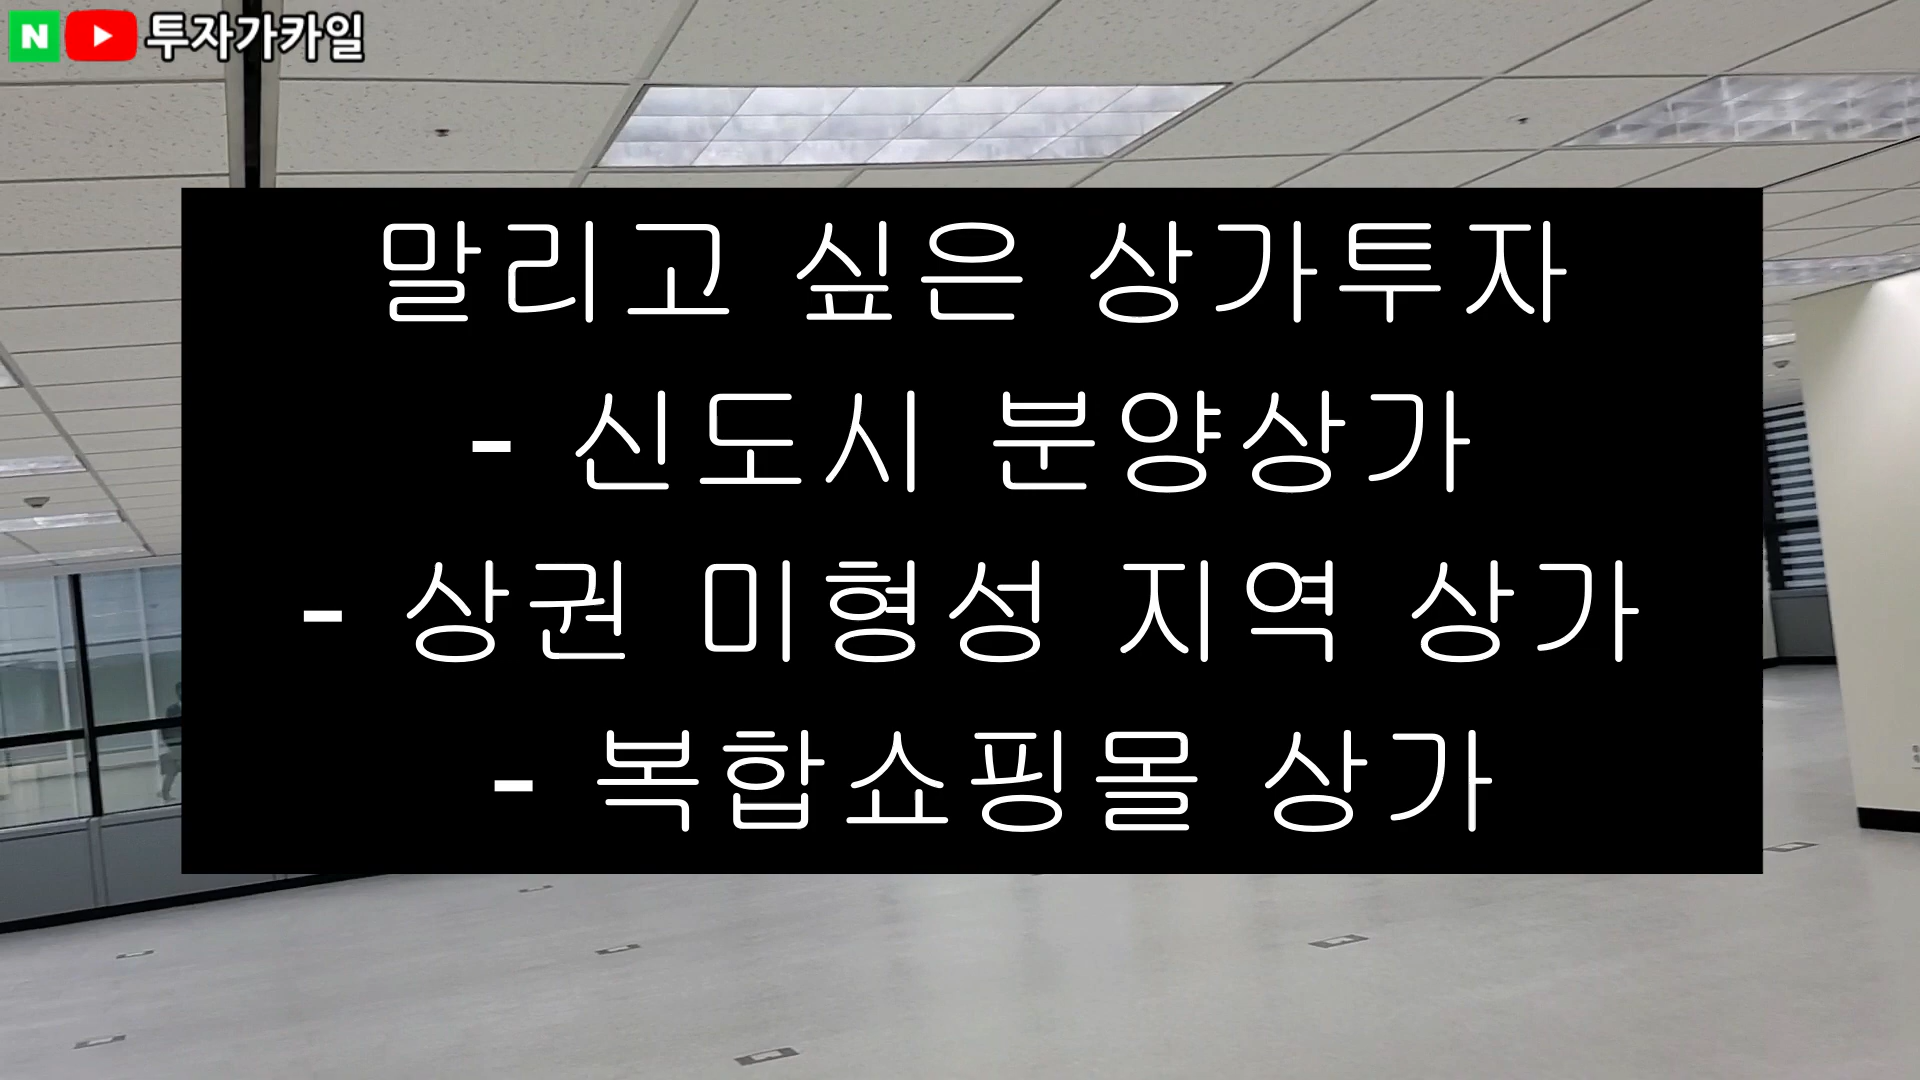 N 투자가카일
말리고 싶은 상가투자
- 신도시 분양상가
- 상권 미형성 지역 상가
- 복합쇼핑몰 상가